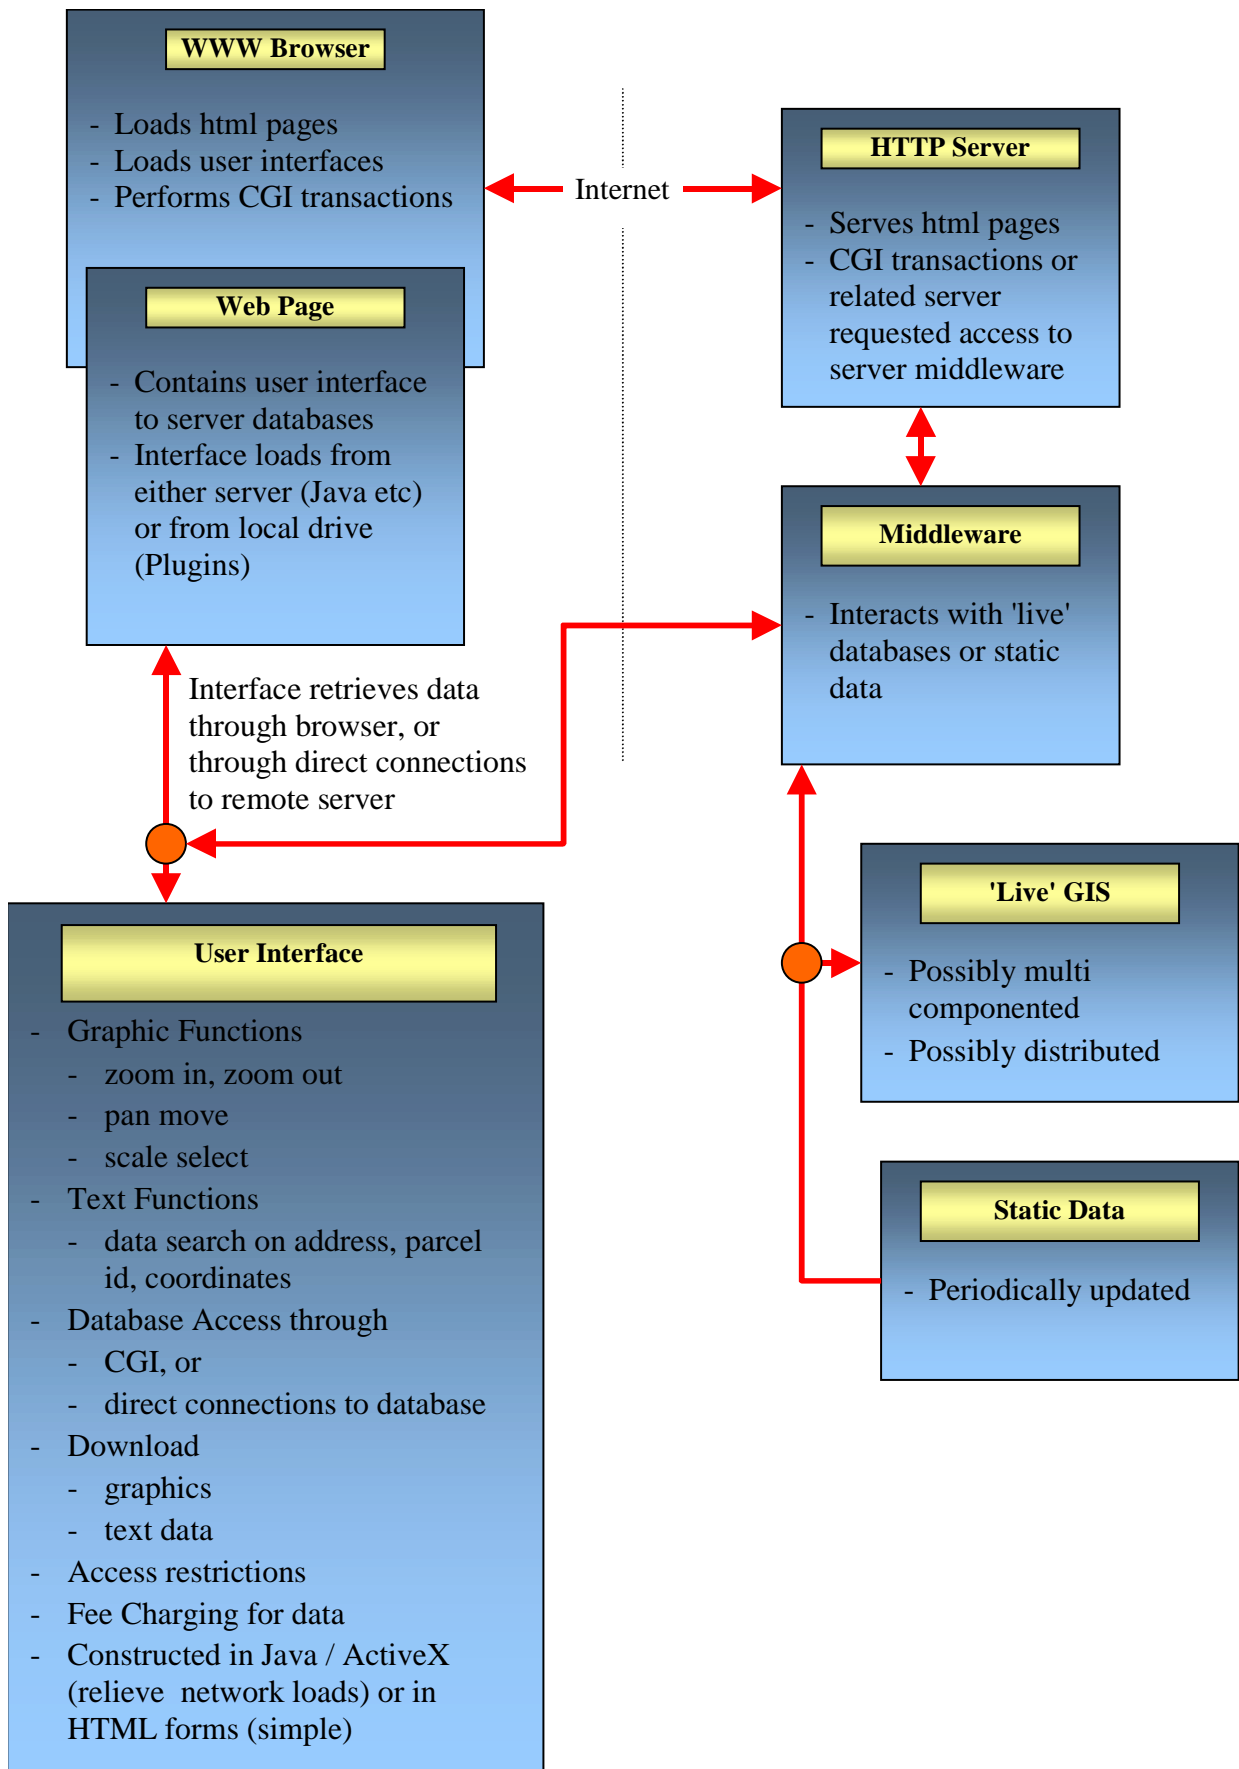 WWW Browser
- Loads html pages
- Loads user interfaces
- Performs CGI transactions
Web Page
- Contains user interface
to server databases
- Interface loads from
either server (Java etc)
or from local drive
(Plugins)
Internet
HTTP Server
- Serves html pages
- CGI transactions or
related server
requested access to
server middleware
Middleware
- Interacts with 'live'
databases or static
data
Interface retrieves data
through browser, or
through direct connections
to remote server
'Live' GIS
- Possibly multi
componented
- Possibly distributed
Static Data
- Periodically updated
User Interface
- Graphic Functions
- zoom in, zoom out
- pan move
- scale select
- Text Functions
- data search on address, parcel
id, coordinates
- Database Access through
- CGI, or
- direct connections to database
- Download
- graphics
- text data
- Access restrictions
- Fee Charging for data
- Constructed in Java / ActiveX
(relieve network loads) or in
HTML forms (simple)